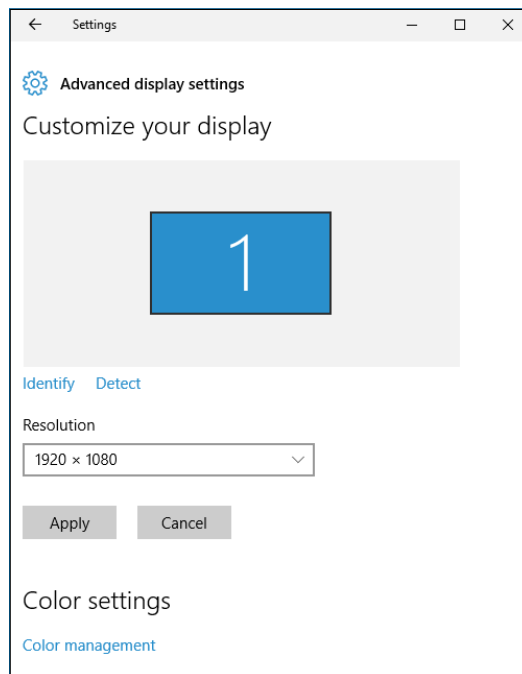 Settings
Advanced display settings
Customize your display
1
Identify Detect
Resolution
1920 × 1080
Apply Cancel
Color settings
Color management